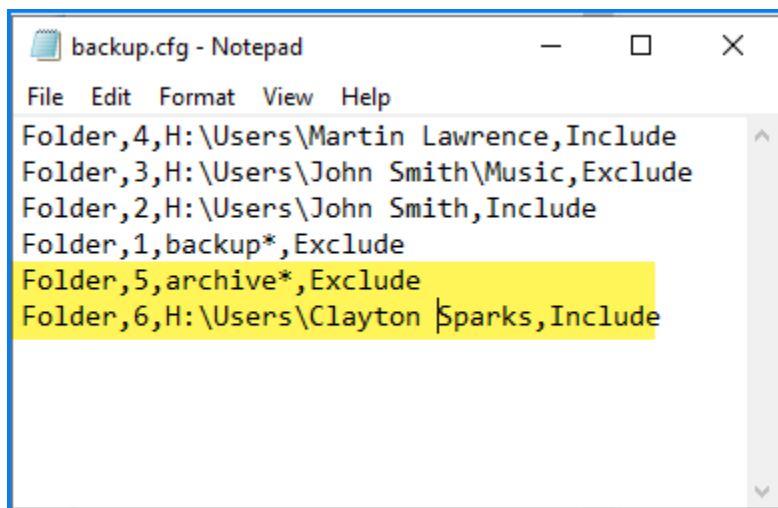 backup.cfg - Notepad
File Edit Format View Help
Folder,4,H:\Users\Martin Lawrence,Include
Folder,3,H:\Users\John Smith\Music,Exclude
Folder,2,H:\Users\John Smith,Include
Folder,1,backup*,Exclude
Folder,5,archive*,Exclude
Folder,6,H:\Users\Clayton Sparks,Include